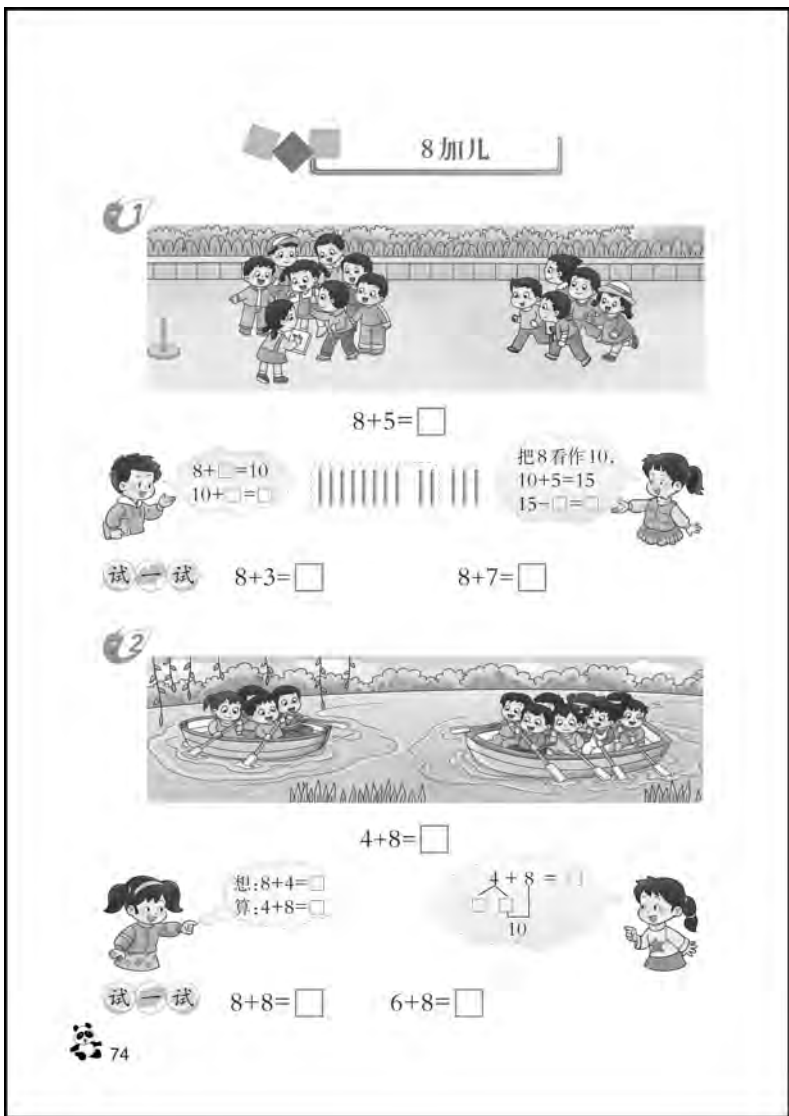 8加几
1
8+5=□
8+□=10
10+□=□
把8看作10,
10+5=15
15-□=□
试一试 8+3=□ 8+7=□
2
4+8=□
想:8+4=□
算:4+8=□
4+8=□
□ □
10
试一试 8+8=□ 6+8=□
74